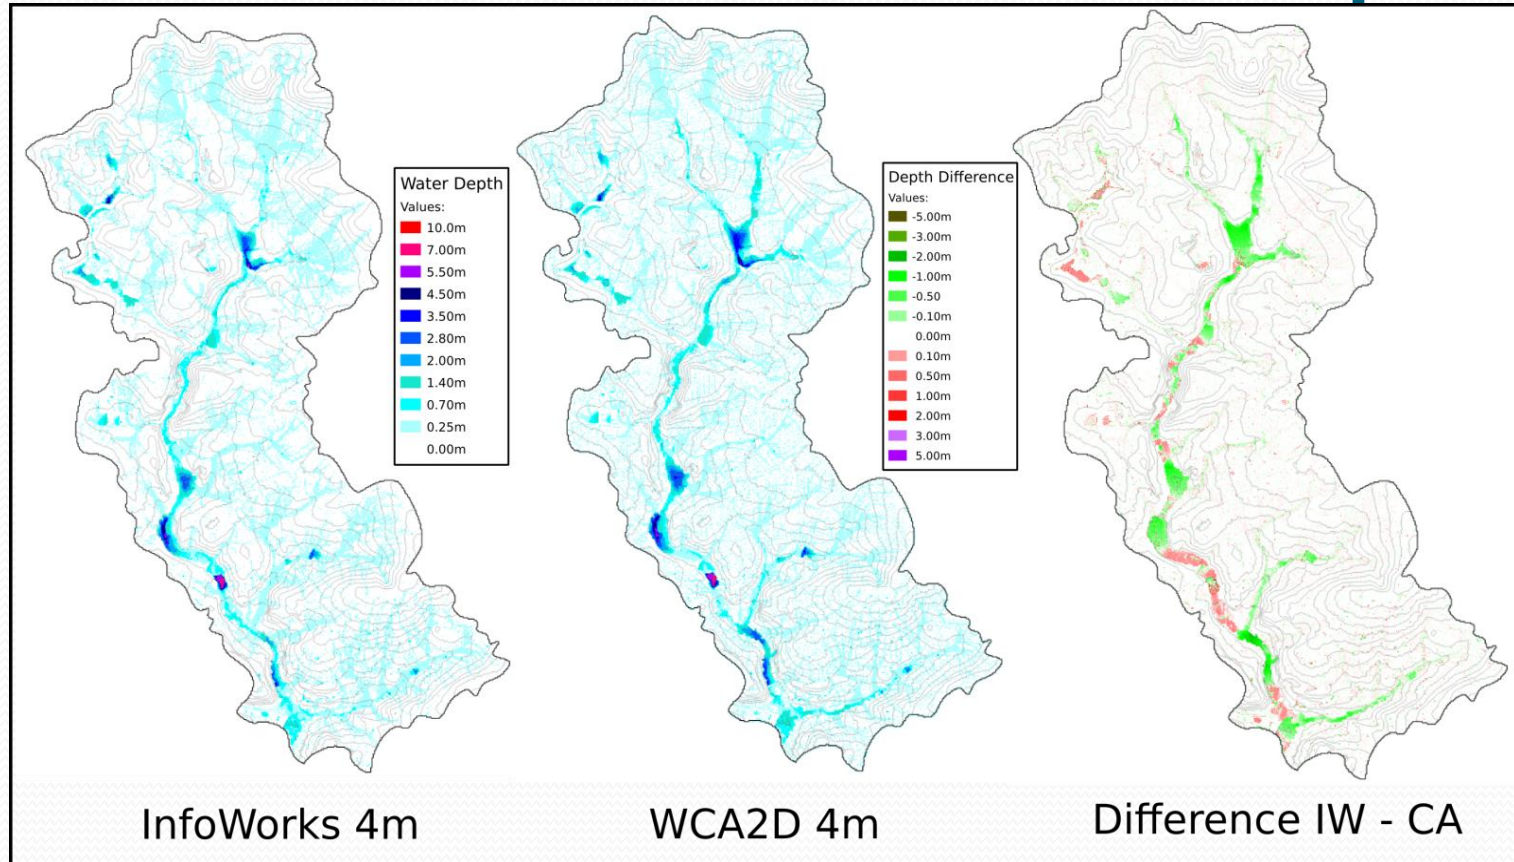 Water Depth
Values:
10.0m
7.00m
5.50m
4.50m
3.50m
2.80m
2.00m
1.40m
0.70m
0.25m
0.00m
Depth Difference
Values:
-5.00m
-3.00m
-2.00m
-1.00m
-0.50
-0.10m
0.00m
0.10m
0.50m
1.00m
2.00m
3.00m
5.00m
InfoWorks 4m
WCA2D 4m
Difference IW - CA